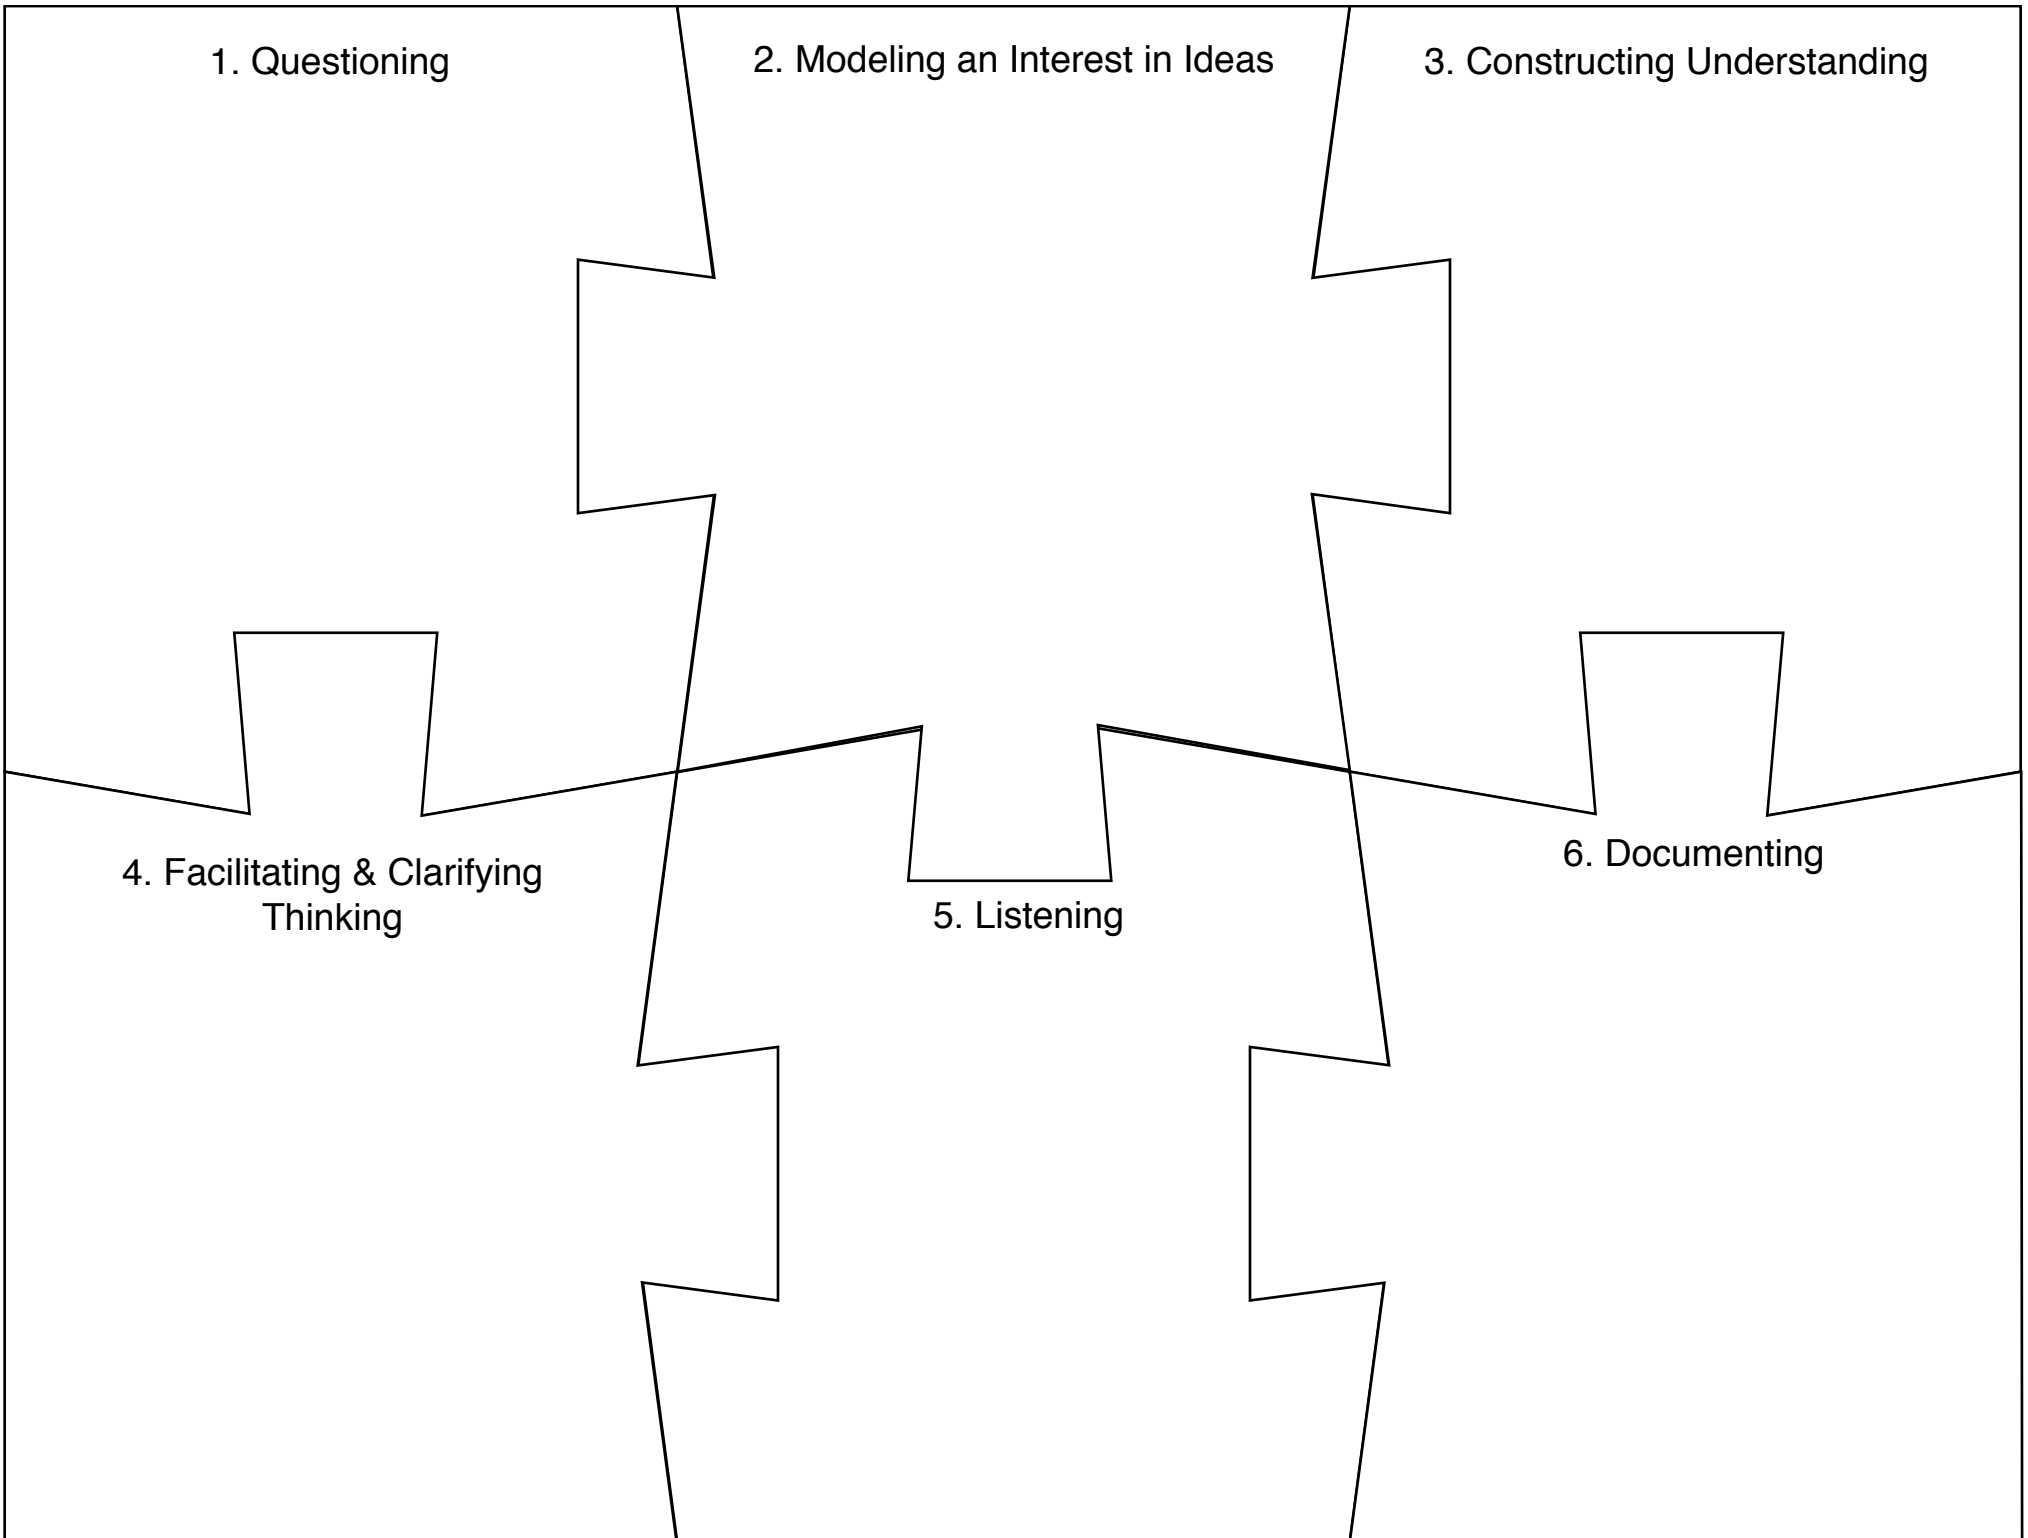 1. Questioning
2. Modeling an Interest in Ideas
3. Constructing Understanding
4. Facilitating & Clarifying
Thinking
5. Listening
6. Documenting